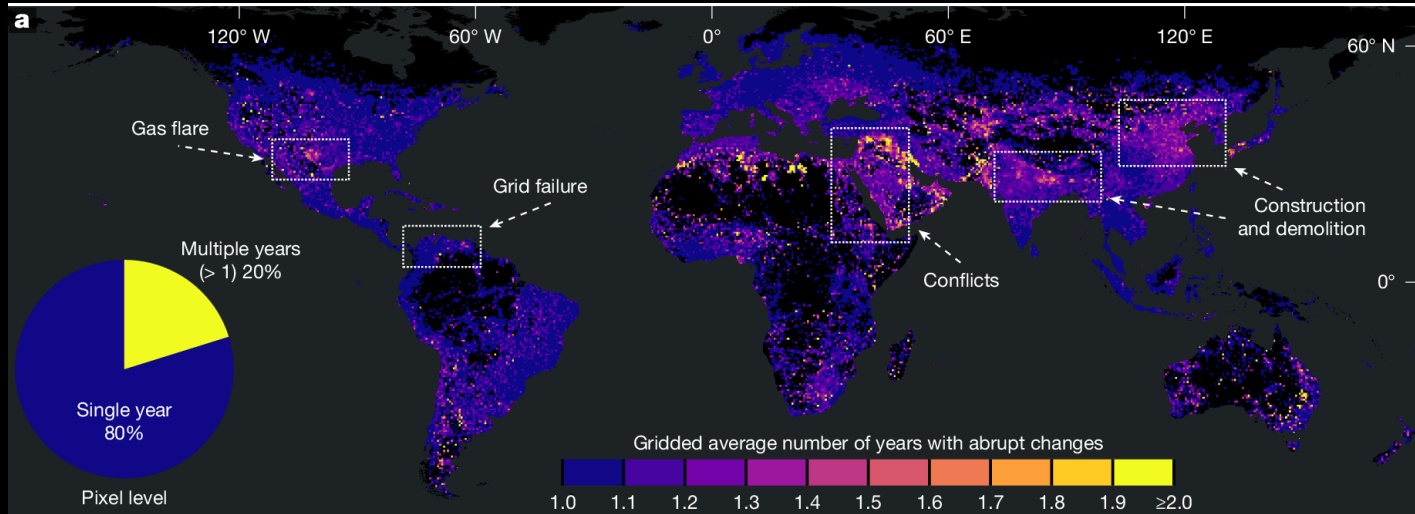 a
120° W
60° W
0°
60° E
120° E
60° N
Gas flare
Grid failure
Construction
and demolition
Multiple years
(> 1) 20%
Conflicts
0°
Single year
80%
Gridded average number of years with abrupt changes
1.0 1.1 1.2 1.3 1.4 1.5 1.6 1.7 1.8 1.9 ≥2.0
Pixel level